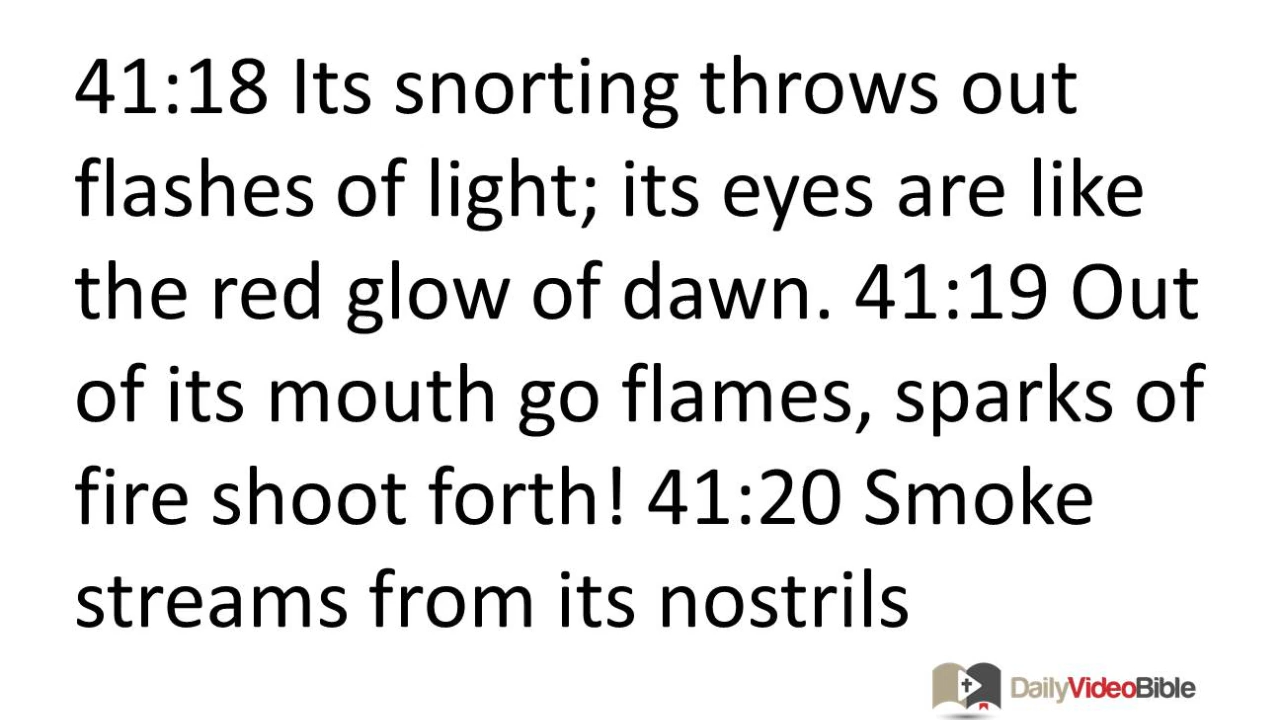 41:18 Its snorting throws out
flashes of light; its eyes are like
the red glow of dawn. 41:19 Out
of its mouth go flames, sparks of
fire shoot forth! 41:20 Smoke
streams from its nostrils
DailyVideoBible